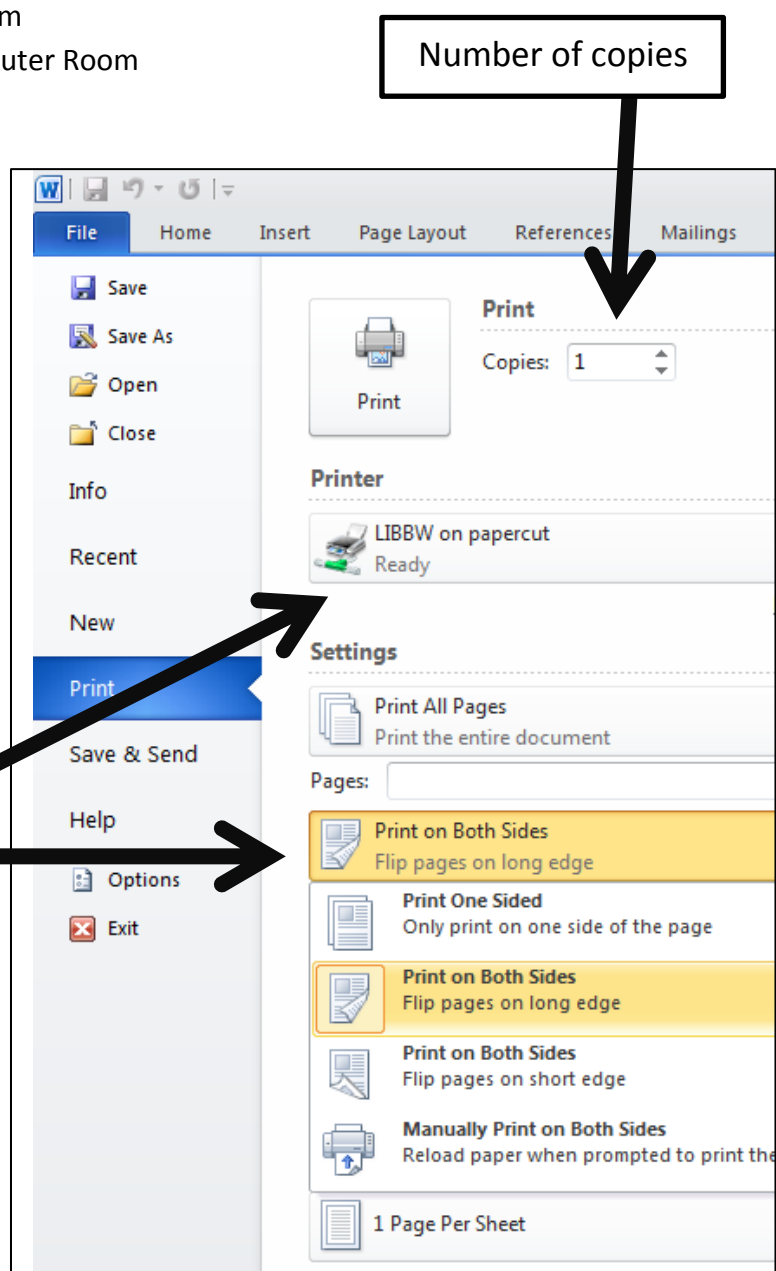 m
uter Room
Number of copies
W
File Home Insert Page Layout References Mailings
Save
Save As
Open
Close
Info
Recent
New
Print
Save & Send
Help
Options
Exit
Print
Print
Copies: 1
Printer
LIBBW on papercut
Ready
Settings
Print All Pages
Print the entire document
Pages:
Print on Both Sides
Flip pages on long edge
Print One Sided
Only print on one side of the page
Print on Both Sides
Flip pages on long edge
Print on Both Sides
Flip pages on short edge
Manually Print on Both Sides
Reload paper when prompted to print the
1 Page Per Sheet